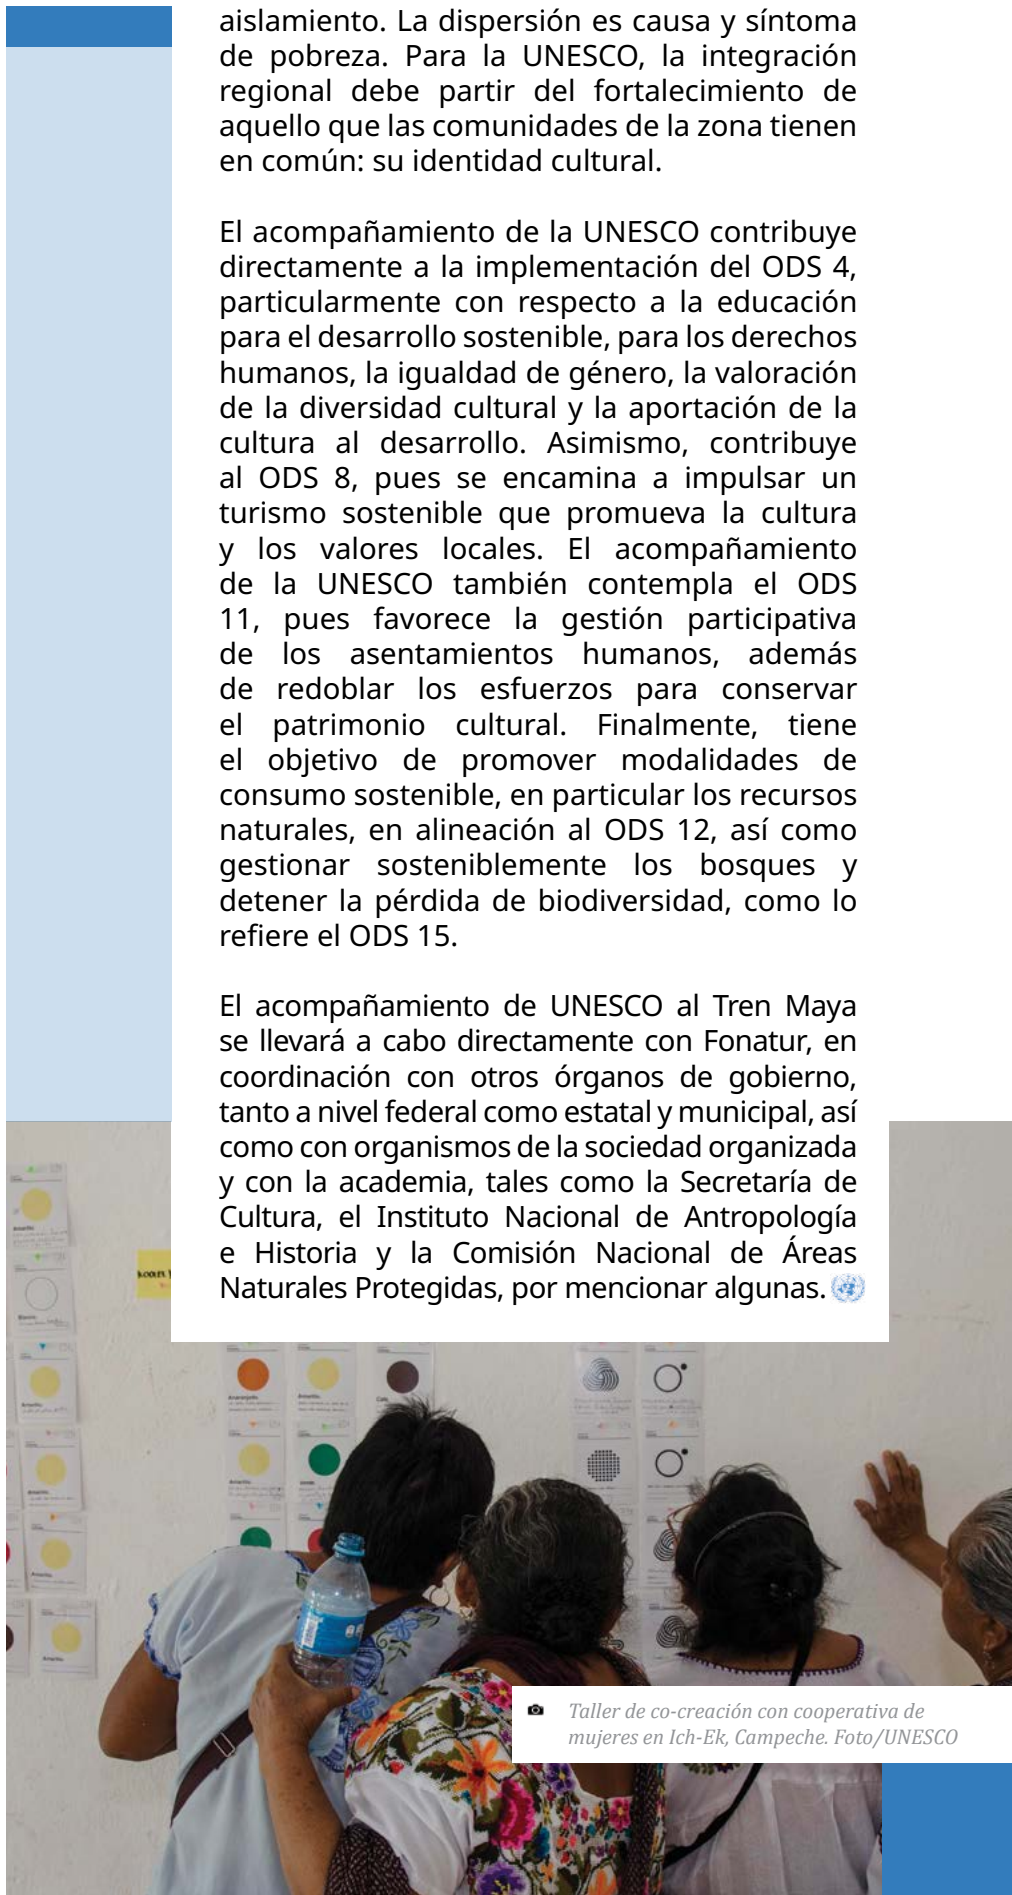 aislamiento. La dispersión es causa y síntoma
de pobreza. Para la UNESCO, la integración
regional debe partir del fortalecimiento de
aquello que las comunidades de la zona tienen
en común: su identidad cultural.
El acompañamiento de la UNESCO contribuye
directamente a la implementación del ODS 4,
particularmente con respecto a la educación
para el desarrollo sostenible, para los derechos
humanos, la igualdad de género, la valoración
de la diversidad cultural y la aportación de la
cultura al desarrollo. Asimismo, contribuye
al ODS 8, pues se encamina a impulsar un
turismo sostenible que promueva la cultura
y los valores locales. El acompañamiento
de la UNESCO también contempla el ODS
11, pues favorece la gestión participativa
de los asentamientos humanos, además
de redoblar los esfuerzos para conservar
el patrimonio cultural. Finalmente, tiene
el objetivo de promover modalidades de
consumo sostenible, en particular los recursos
naturales, en alineación al ODS 12, así como
gestionar sosteniblemente los bosques y
detener la pérdida de biodiversidad, como lo
refiere el ODS 15.
El acompañamiento de UNESCO al Tren Maya
se llevará a cabo directamente con Fonatur, en
coordinación con otros órganos de gobierno,
tanto a nivel federal como estatal y municipal, así
como con organismos de la sociedad organizada
y con la academia, tales como la Secretaría de
Cultura, el Instituto Nacional de Antropología
e Historia y la Comisión Nacional de Áreas
Naturales Protegidas, por mencionar algunas.
Amarillo.
Blanco.
Amarillo.
Amarillo.
Amarillo.
Amarillo.
Anaranjado.
Amarillo.
Café.
Amarillo.
Verde.
Taller de co-creación con cooperativa de
mujeres en Ich-Ek, Campeche. Foto/UNESCO